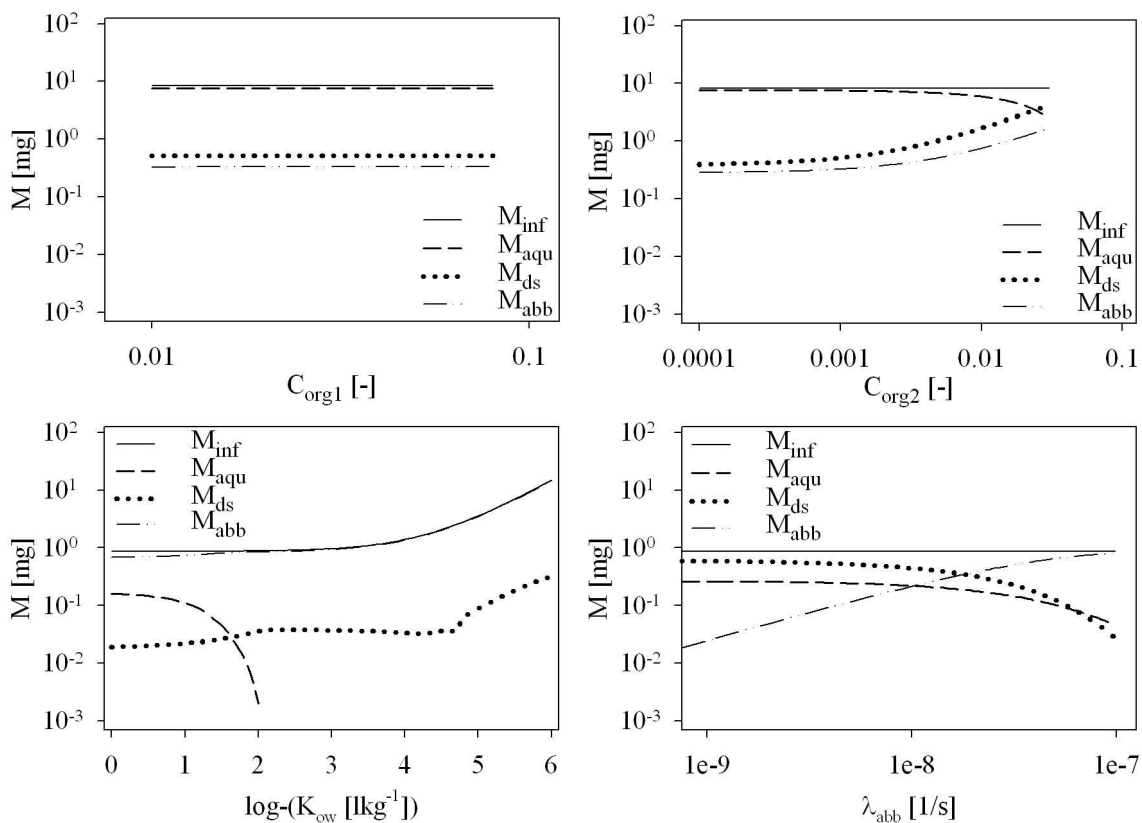 10²
10¹
10⁰
10⁻¹
10⁻²
10⁻³
M [mg]
M_inf
M_aqu
M_ds
M_abb
0.01
0.1
C_org1 [-]
10²
10¹
10⁰
10⁻¹
10⁻²
10⁻³
M [mg]
M_inf
M_aqu
M_ds
M_abb
0.0001
0.001
0.01
0.1
C_org2 [-]
10²
10¹
10⁰
10⁻¹
10⁻²
10⁻³
M [mg]
M_inf
M_aqu
M_ds
M_abb
0 1 2 3 4 5 6
log-(K_ow [lkg⁻¹])
10²
10¹
10⁰
10⁻¹
10⁻²
10⁻³
M [mg]
M_inf
M_aqu
M_ds
M_abb
1e-9
1e-8
1e-7
λ_abb [1/s]